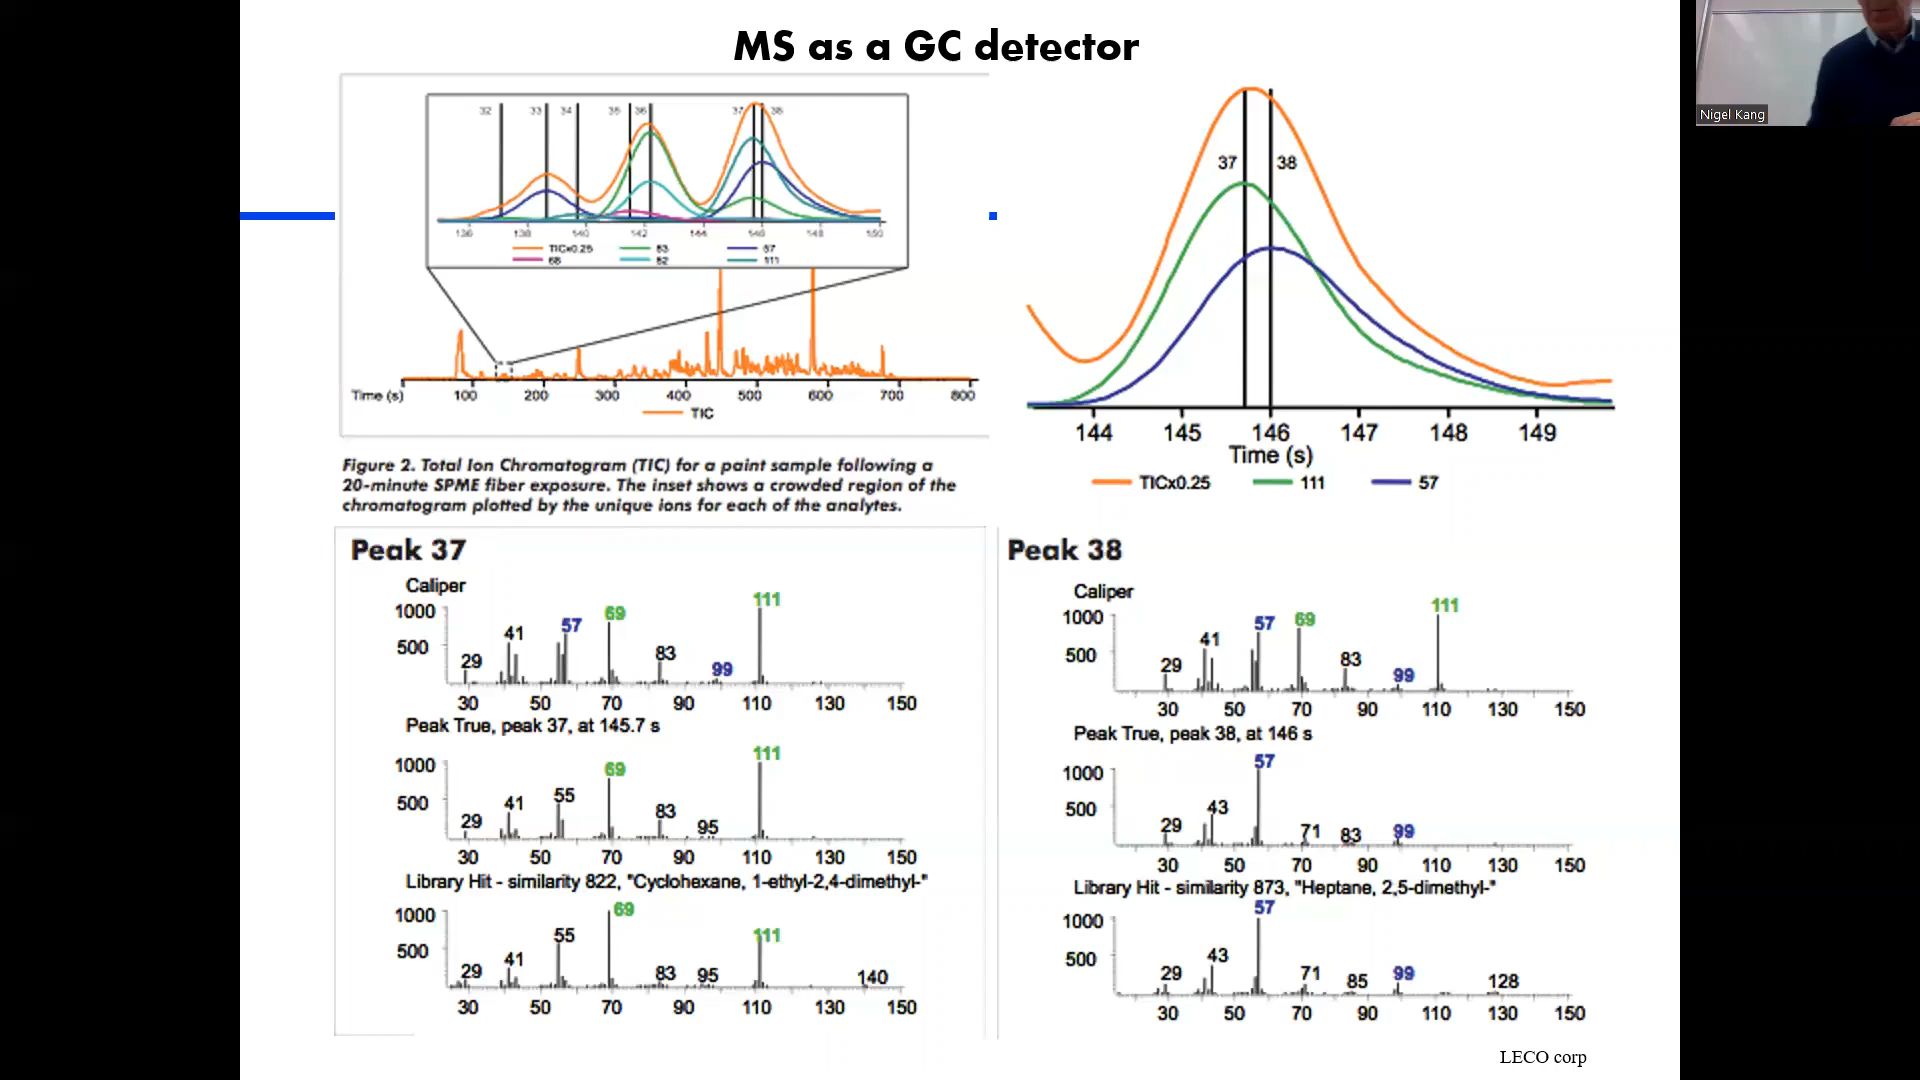 MS as a GC detector
Nigel Kang
32 33 34 35 36 37 38
136 138 140 142 144 146 148 150
TICx0.25 83 57
68 82 111
Time (s) 100 200 300 400 500 600 700 800
TIC
Figure 2. Total Ion Chromatogram (TIC) for a paint sample following a
20-minute SPME fiber exposure. The inset shows a crowded region of the
chromatogram plotted by the unique ions for each of the analytes.
37 38
144 145 146 147 148 149
Time (s)
TICx0.25 111 57
Peak 37
Caliper
1000
500
29 41 57 69 83 99 111
30 50 70 90 110 130 150
Peak True, peak 37, at 145.7 s
1000
500
29 41 55 69 83 95 111
30 50 70 90 110 130 150
Library Hit - similarity 822, "Cyclohexane, 1-ethyl-2,4-dimethyl-"
1000
500
29 41 55 69 83 95 111 140
30 50 70 90 110 130 150
Peak 38
Caliper
1000
500
29 41 57 69 83 99 111
30 50 70 90 110 130 150
Peak True, peak 38, at 146 s
1000
500
29 43 57 71 83 99
30 50 70 90 110 130 150
Library Hit - similarity 873, "Heptane, 2,5-dimethyl-"
1000
500
29 43 57 71 85 99 128
30 50 70 90 110 130 150
LECO corp